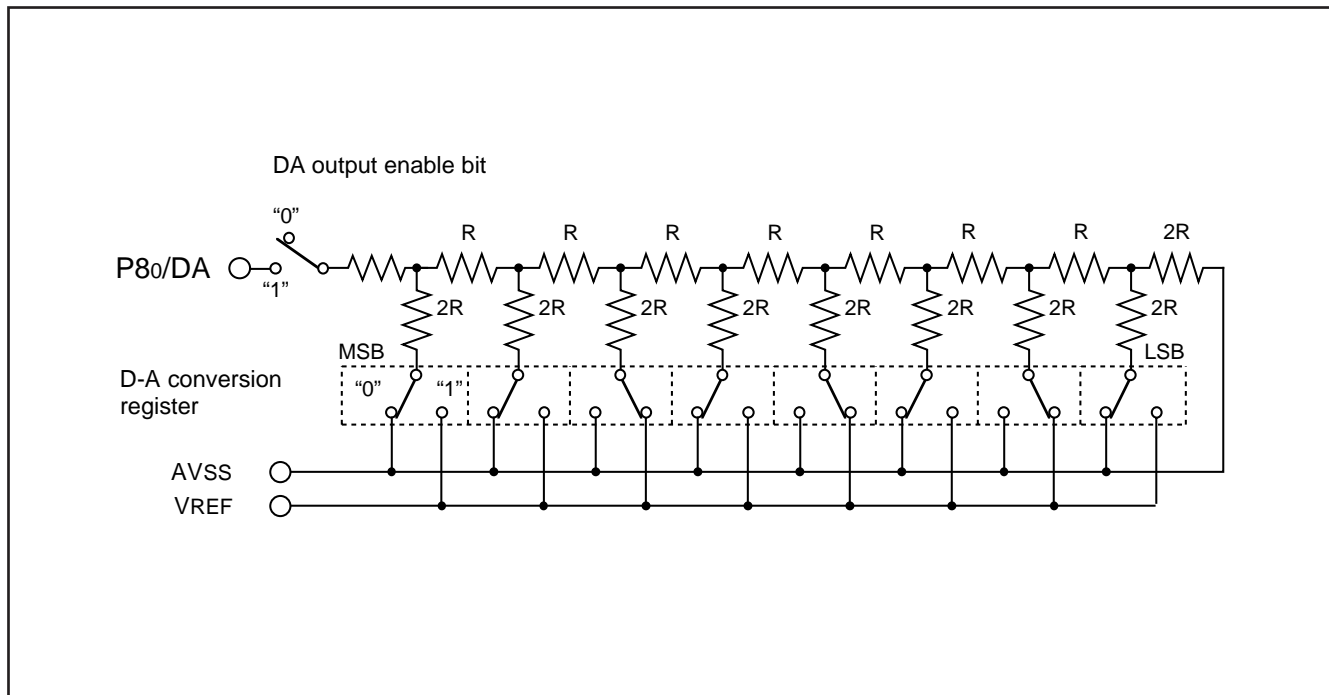 DA output enable bit
“0”
R R R R R R R 2R
P80/DA
“1”
2R 2R 2R 2R 2R 2R 2R 2R
MSB LSB
D-A conversion
register
“0” “1”
AVSS
VREF